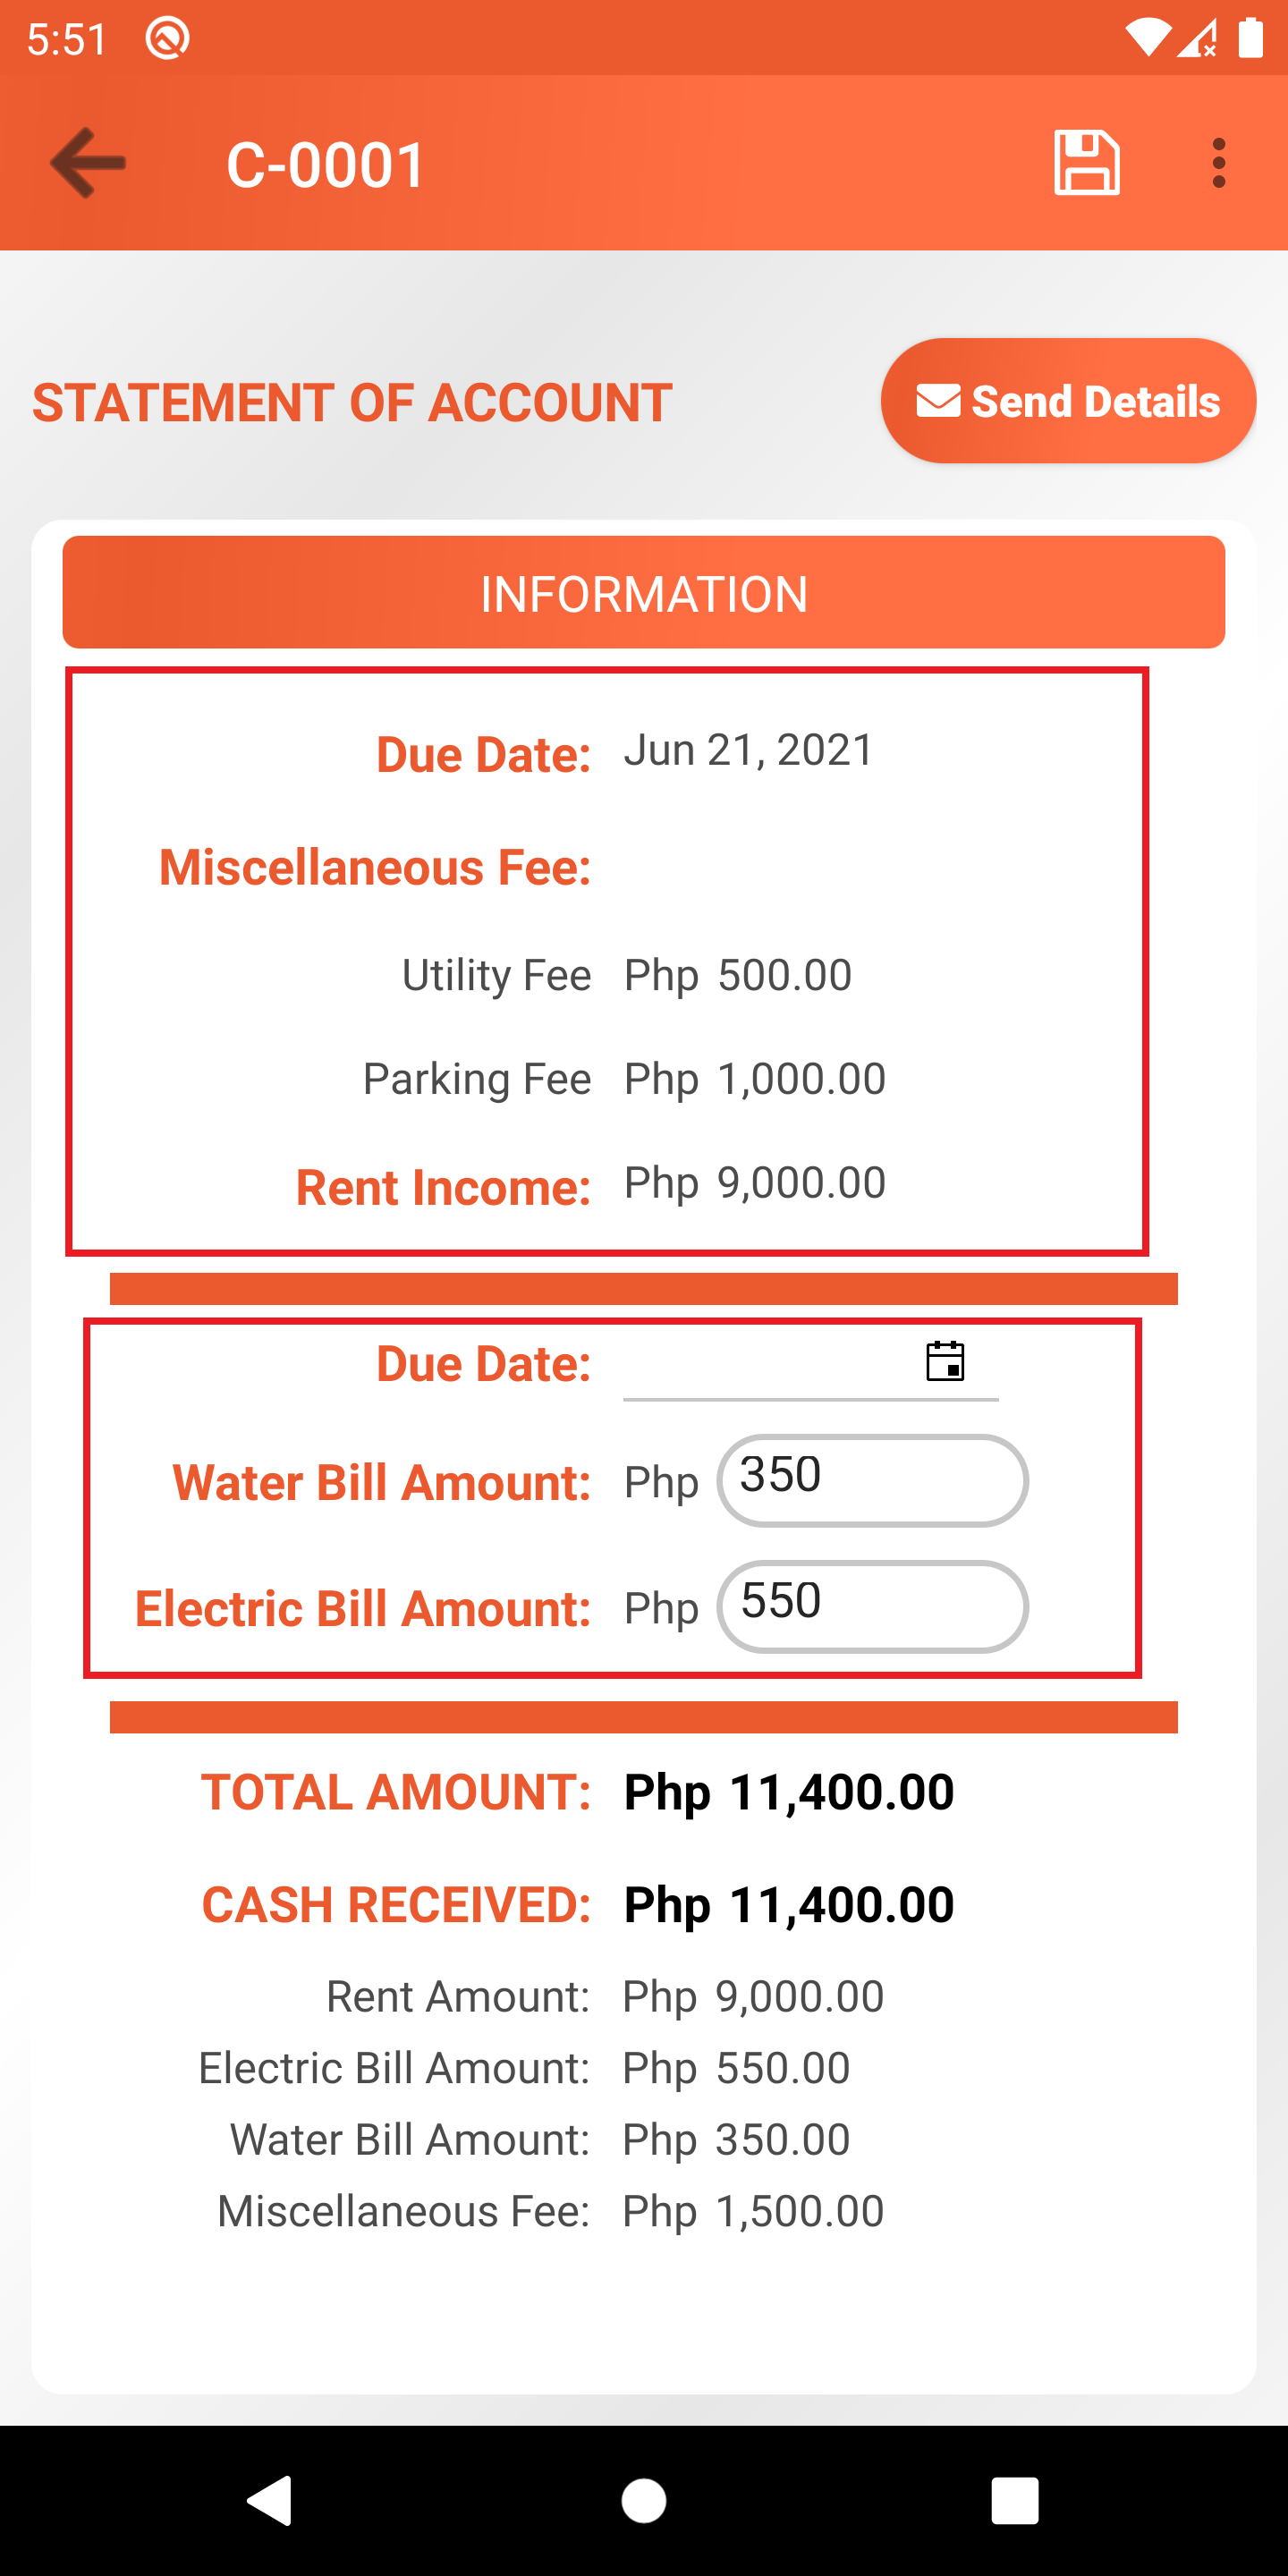 5:51
C-0001
STATEMENT OF ACCOUNT
Send Details
INFORMATION
Due Date: Jun 21, 2021
Miscellaneous Fee:
Utility Fee Php 500.00
Parking Fee Php 1,000.00
Rent Income: Php 9,000.00
Due Date:
Water Bill Amount: Php 350
Electric Bill Amount: Php 550
TOTAL AMOUNT: Php 11,400.00
CASH RECEIVED: Php 11,400.00
Rent Amount: Php 9,000.00
Electric Bill Amount: Php 550.00
Water Bill Amount: Php 350.00
Miscellaneous Fee: Php 1,500.00